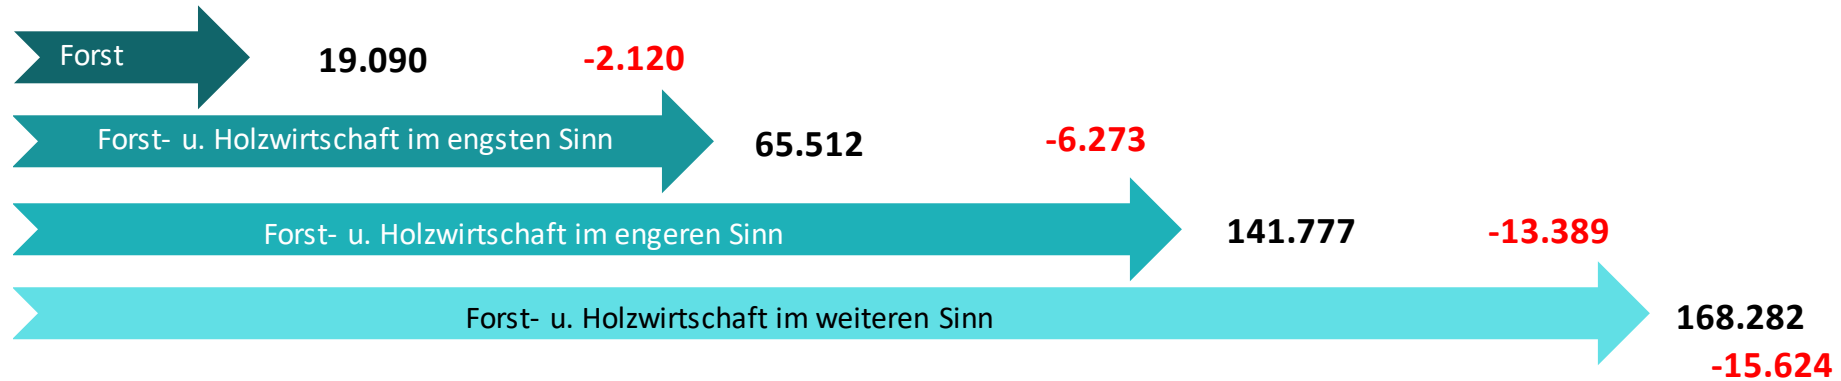 Forst 19.090 -2.120
Forst- u. Holzwirtschaft im engsten Sinn 65.512 -6.273
Forst- u. Holzwirtschaft im engeren Sinn 141.777 -13.389
Forst- u. Holzwirtschaft im weiteren Sinn 168.282
-15.624